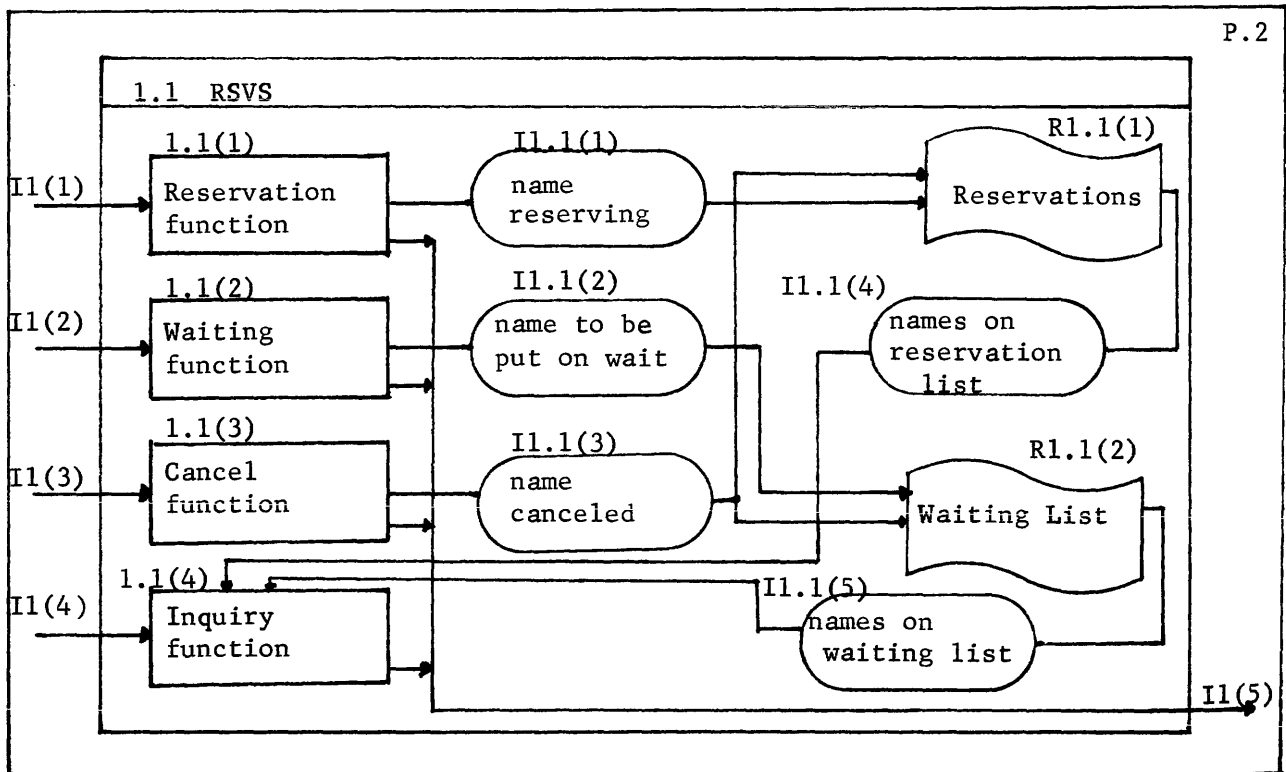 P.2
1.1 RSVS
1.1(1)
I1.1(1)
R1.1(1)
I1(1)
Reservation
function
name
reserving
Reservations
1.1(2)
I1.1(2)
I1.1(4)
I1(2)
Waiting
function
name to be
put on wait
names on
reservation
list
1.1(3)
I1.1(3)
R1.1(2)
I1(3)
Cancel
function
name
canceled
Waiting List
1.1(4)
I1.1(5)
I1(4)
Inquiry
function
names on
waiting list
I1(5)